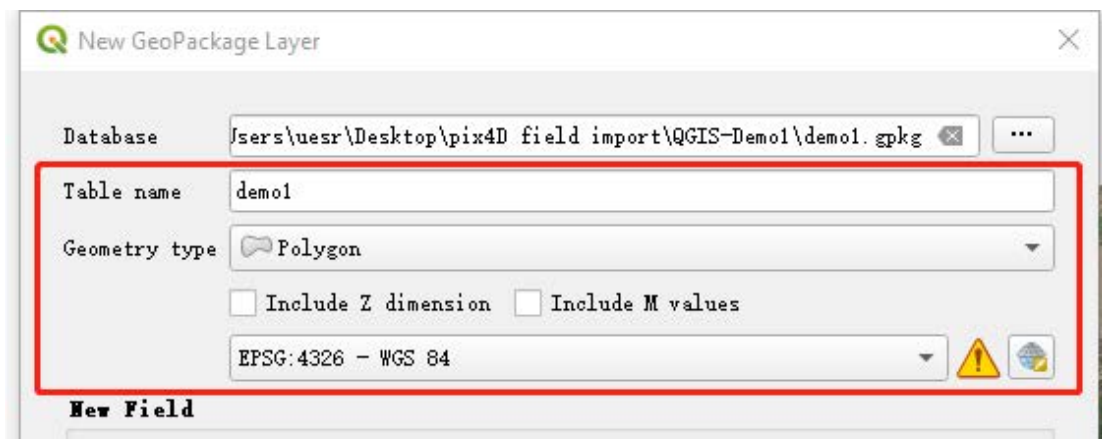 New GeoPackage Layer
Database Jsers\uesr\Desktop\pix4D field import\QGIS-Demo1\demo1.gpkg ...
Table name demo1
Geometry type Polygon
Include Z dimension Include M values
EPSG:4326 - WGS 84
New Field